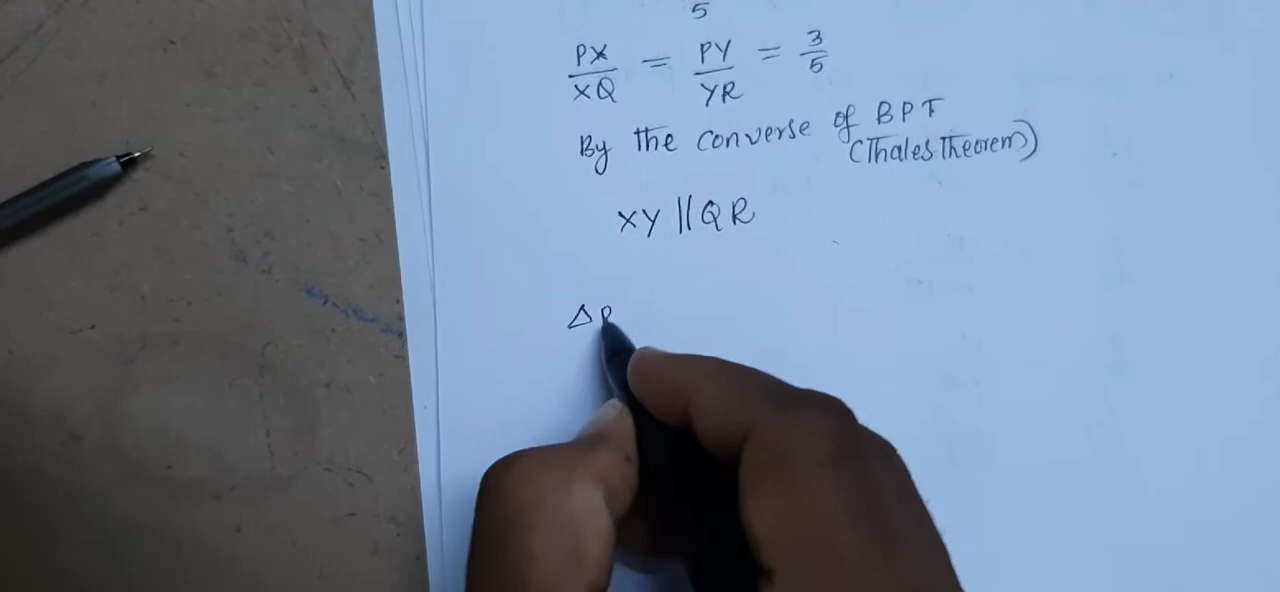 5
PX/XQ = PY/YR = 3/5
By the converse of BPT
(Thales Theorem)
XY || QR
△ P